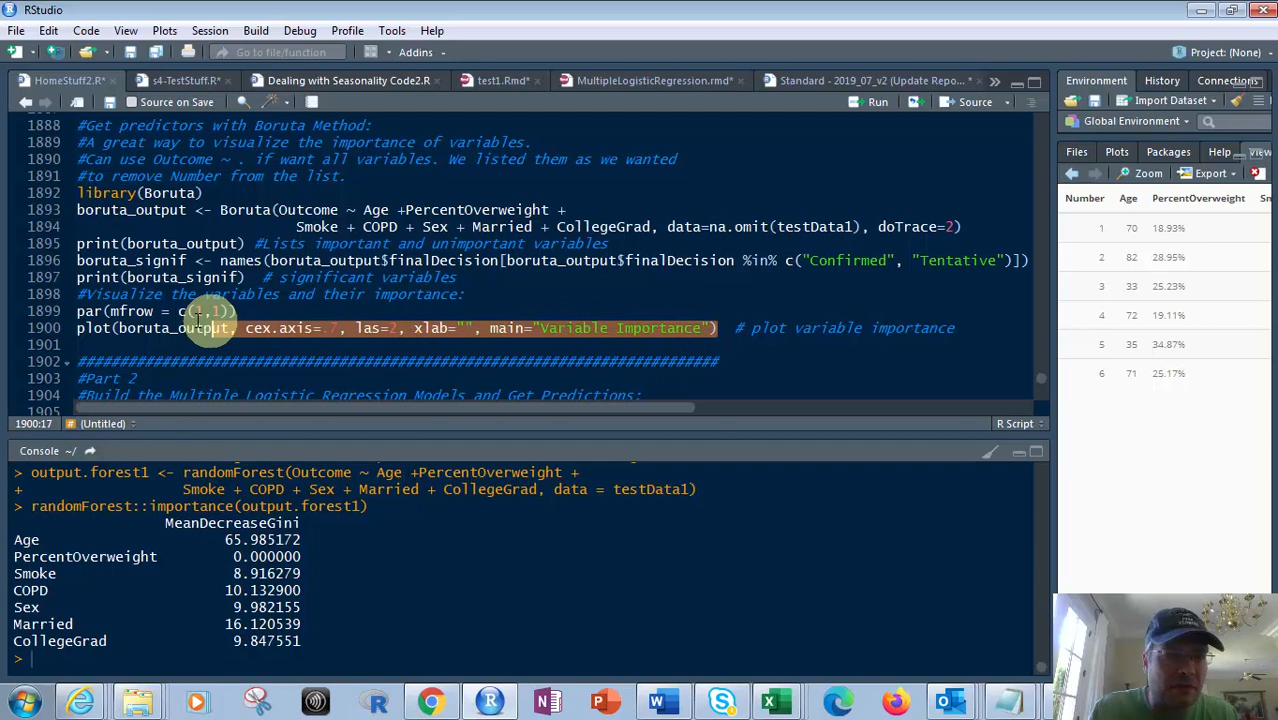 RStudio
File Edit Code View Plots Session Build Debug Profile Tools Help
Go to file/function Addins Project: (None)
HomeStuff2.R* s4-TestStuff.R* Dealing with Seasonality Code2.R test1.Rmd* MultipleLogisticRegression.rmd* Standard - 2019_07_v2 (Update Repo...
Source on Save Run Source
1888 #Get predictors with Boruta Method:
1889 #A great way to visualize the importance of variables.
1890 #Can use Outcome ~ . if want all variables. We listed them as we wanted
1891 #to remove Number from the list.
1892 library(Boruta)
1893 boruta_output <- Boruta(Outcome ~ Age +PercentOverweight +
1894 Smoke + COPD + Sex + Married + CollegeGrad, data=na.omit(testData1), doTrace=2)
1895 print(boruta_output) #Lists important and unimportant variables
1896 boruta_signif <- names(boruta_output$finalDecision[boruta_output$finalDecision %in% c("Confirmed", "Tentative")])
1897 print(boruta_signif) # significant variables
1898 #Visualize the variables and their importance:
1899 par(mfrow = c(1,1))
1900 plot(boruta_output, cex.axis=.7, las=2, xlab="", main="Variable Importance") # plot variable importance
1901
1902 ############################################################################
1903 #Part 2
1904 #Build the Multiple Logistic Regression Models and Get Predictions:
1905
1900:17 (Untitled) R Script
Console ~/
> output.forest1 <- randomForest(Outcome ~ Age +PercentOverweight +
+ Smoke + COPD + Sex + Married + CollegeGrad, data = testData1)
> randomForest::importance(output.forest1)
MeanDecreaseGini
Age 65.985172
PercentOverweight 0.000000
Smoke 8.916279
COPD 10.132900
Sex 9.982155
Married 16.120539
CollegeGrad 9.847551
>
Environment History Connections
Import Dataset
Global Environment
Files Plots Packages Help View
Zoom Export
Number Age PercentOverweight Sm
1 70 18.93%
2 82 28.95%
3 33 25.06%
4 72 19.11%
5 35 34.87%
6 71 25.17%